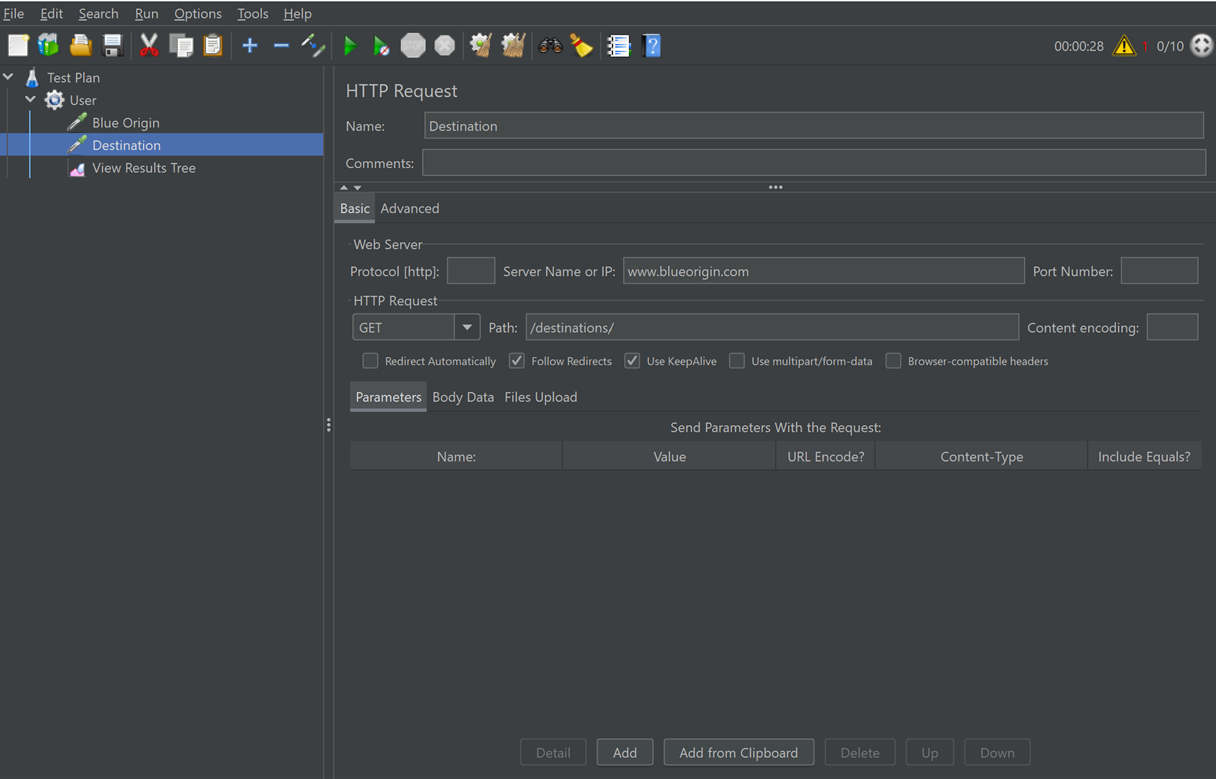 File Edit Search Run Options Tools Help
STOP 00:00:28 1 0/10
Test Plan
User
Blue Origin
Destination
View Results Tree
HTTP Request
Name: Destination
Comments:
Basic Advanced
Web Server
Protocol [http]: Server Name or IP: www.blueorigin.com Port Number:
HTTP Request
GET Path: /destinations/ Content encoding:
Redirect Automatically Follow Redirects Use KeepAlive Use multipart/form-data Browser-compatible headers
Parameters Body Data Files Upload
Send Parameters With the Request:
Name: Value URL Encode? Content-Type Include Equals?
Detail Add Add from Clipboard Delete Up Down